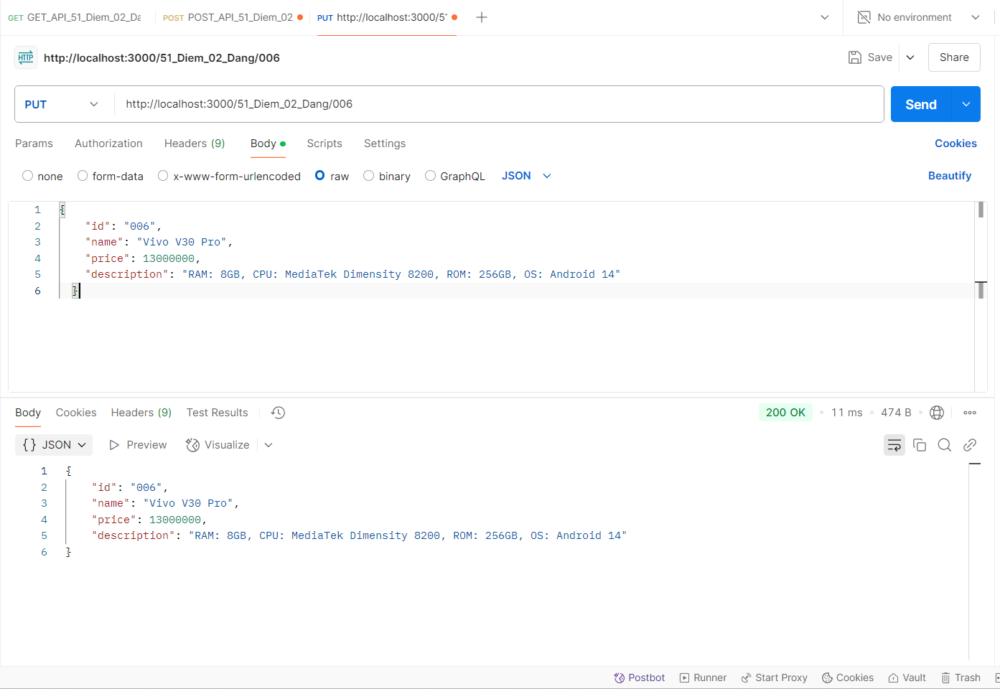 GET GET_API_51_Diem_02_Da
POST POST_API_51_Diem_02
PUT http://localhost:3000/51
No environment
HTTP http://localhost:3000/51_Diem_02_Dang/006
Save
Share
PUT http://localhost:3000/51_Diem_02_Dang/006
Send
Params Authorization Headers (9) Body Scripts Settings Cookies
none form-data x-www-form-urlencoded raw binary GraphQL JSON Beautify
1 {
2 "id": "006",
3 "name": "Vivo V30 Pro",
4 "price": 13000000,
5 "description": "RAM: 8GB, CPU: MediaTek Dimensity 8200, ROM: 256GB, OS: Android 14"
6 }
Body Cookies Headers (9) Test Results 200 OK 11 ms 474 B
{} JSON Preview Visualize
1 {
2 "id": "006",
3 "name": "Vivo V30 Pro",
4 "price": 13000000,
5 "description": "RAM: 8GB, CPU: MediaTek Dimensity 8200, ROM: 256GB, OS: Android 14"
6 }
Postbot Runner Start Proxy Cookies Vault Trash